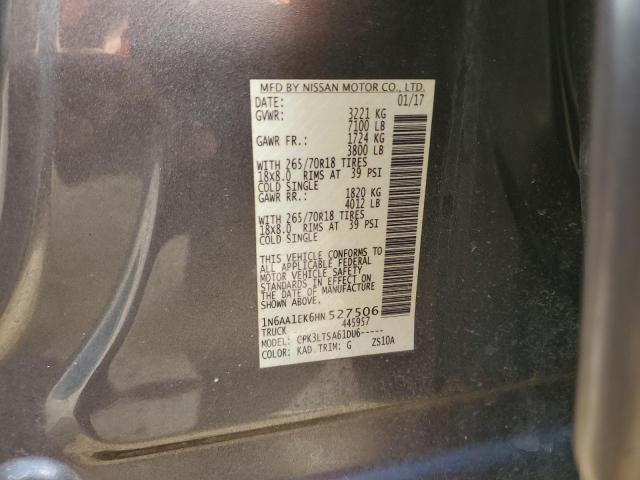 MFD BY NISSAN MOTOR CO., LTD.
DATE: 01/17
GVWR: 3221 KG
7100 LB
GAWR FR.: 1724 KG
3800 LB
WITH 265/70R18 TIRES
18X8.0 RIMS AT 39 PSI
COLD SINGLE
GAWR RR.: 1820 KG
4012 LB
WITH 265/70R18 TIRES
18X8.0 RIMS AT 39 PSI
COLD SINGLE
THIS VEHICLE CONFORMS TO
ALL APPLICABLE FEDERAL
MOTOR VEHICLE SAFETY
STANDARDS IN EFFECT ON
THE DATE OF MANUFACTURE
SHOWN ABOVE.
1N6AA1EK6HN 527506
TRUCK 445957
MODEL: CPK3LTSA61DU6-----
COLOR: KAD TRIM: G ZS10A